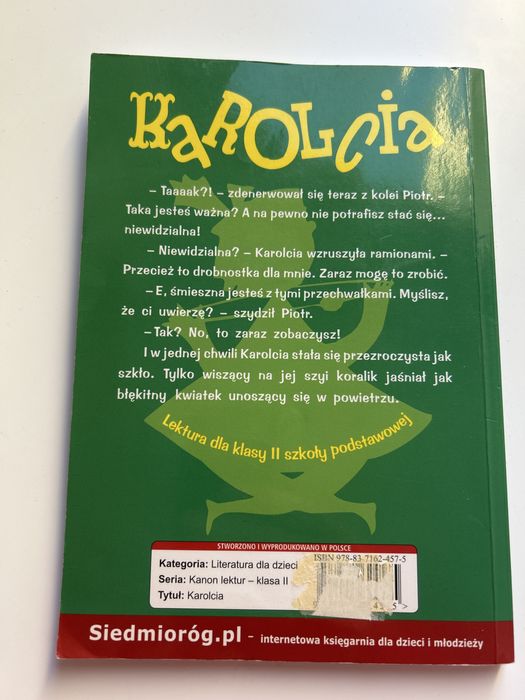 KAROLCIA
– Taaaak?! – zdenerwował się teraz z kolei Piotr. –
Taka jesteś ważna? A na pewno nie potrafisz stać się...
niewidzialna!
– Niewidzialna? – Karolcia wzruszyła ramionami. –
Przecież to drobnostka dla mnie. Zaraz mogę to zrobić.
– E, śmieszna jesteś z tymi przechwałkami. Myślisz,
że ci uwierzę? – szydził Piotr.
– Tak? No, to zaraz zobaczysz!
I w jednej chwili Karolcia stała się przezroczysta jak
szkło. Tylko wiszący na jej szyi koralik jaśniał jak
błękitny kwiatek unoszący się w powietrzu.
Lektura dla klasy II szkoły podstawowej
STWORZONO I WYPRODUKOWANO W POLSCE
Kategoria: Literatura dla dzieci
Seria: Kanon lektur – klasa II
Tytuł: Karolcia
ISBN 978-83-7162-457-5
Siedmioróg.pl – internetowa księgarnia dla dzieci i młodzieży